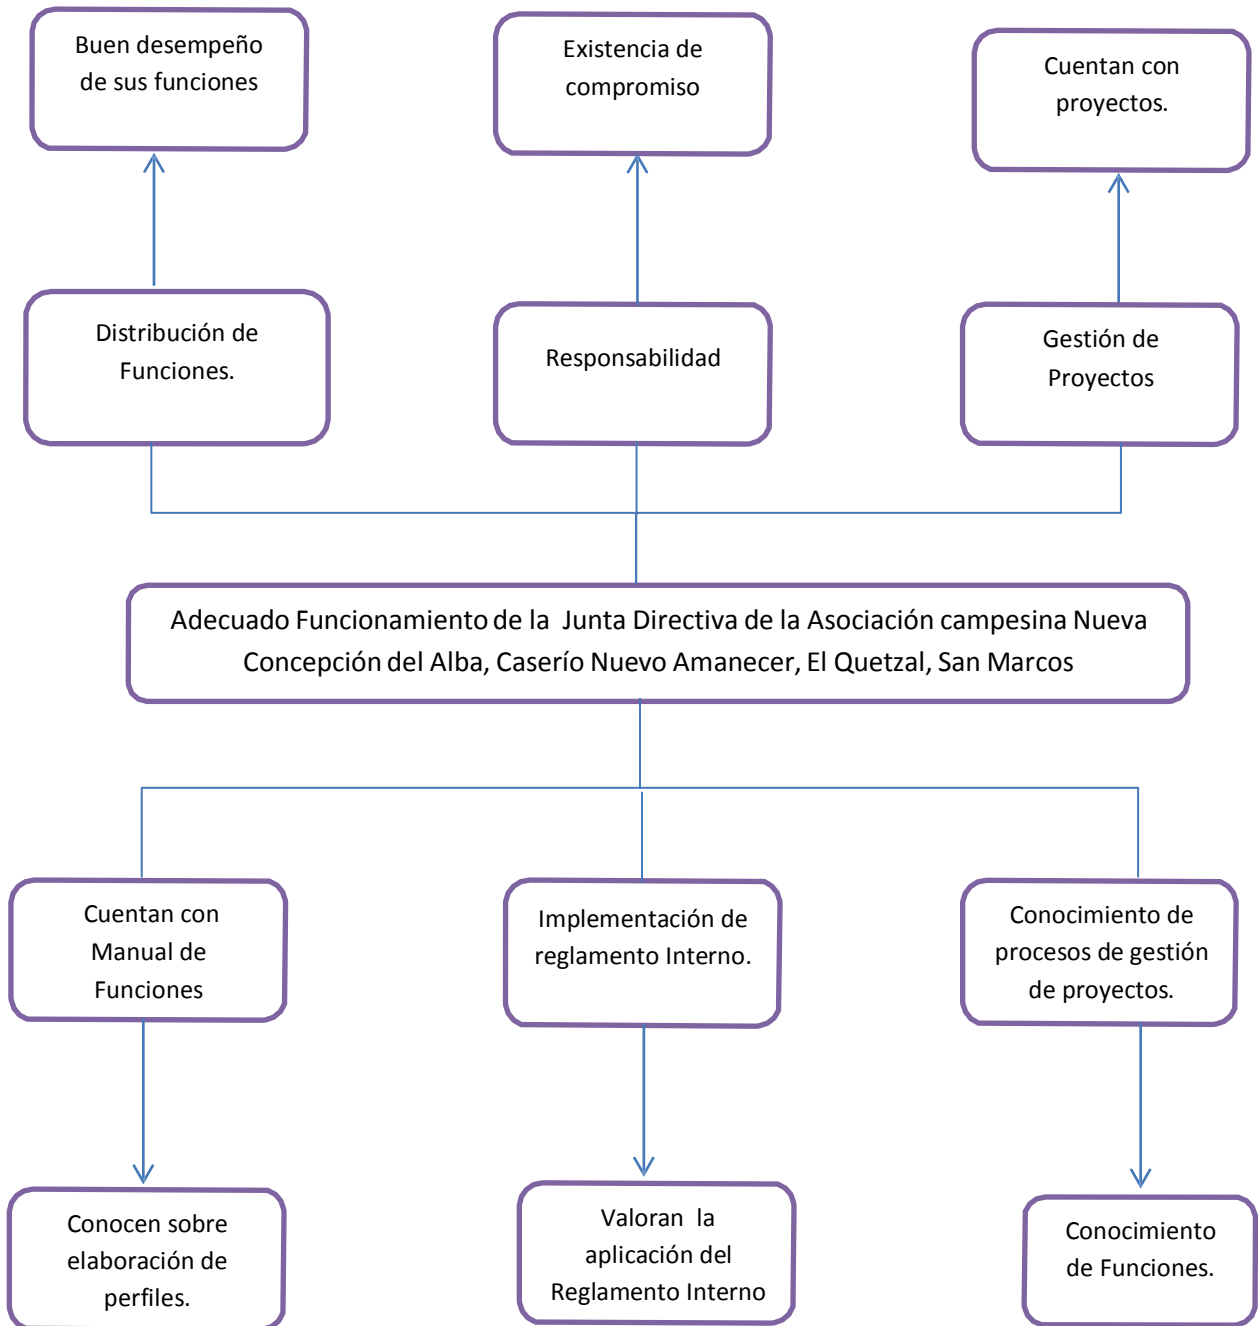 Buen desempeño
de sus funciones
Existencia de
compromiso
Cuentan con
proyectos.
Distribución de
Funciones.
Responsabilidad
Gestión de
Proyectos
Adecuado Funcionamiento de la Junta Directiva de la Asociación campesina Nueva
Concepción del Alba, Caserío Nuevo Amanecer, El Quetzal, San Marcos
Cuentan con
Manual de
Funciones
Implementación de
reglamento Interno.
Conocimiento de
procesos de gestión
de proyectos.
Conocen sobre
elaboración de
perfiles.
Valoran la
aplicación del
Reglamento Interno
Conocimiento
de Funciones.